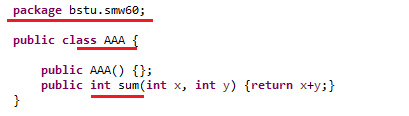 package bstu.smw60;
public class AAA {
public AAA() {};
public int sum(int x, int y) {return x+y;}
}